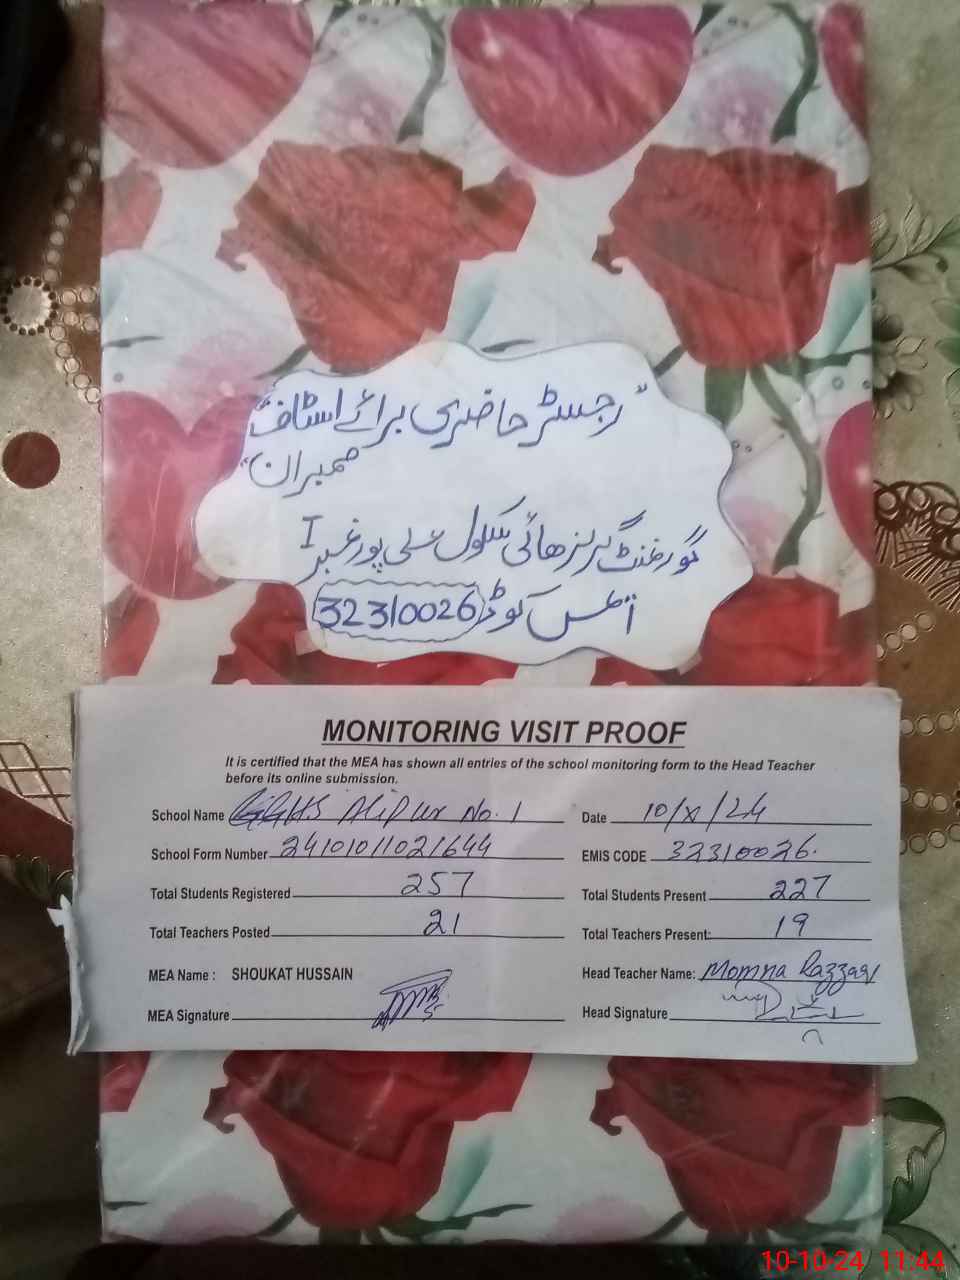 "رجسٹر حاضری برائے اسٹاف
ممبران"
گورنمنٹ گرلز ھائی سکول علی پور نمبر I
ائمس کوڈ 32310026
MONITORING VISIT PROOF
It is certified that the MEA has shown all entries of the school monitoring form to the Head Teacher
before its online submission.
School Name GGHS Alipur No. 1 Date 10/X/24
School Form Number 24101011021644 EMIS CODE 32310026.
Total Students Registered 257 Total Students Present 227
Total Teachers Posted 21 Total Teachers Present: 19
MEA Name : SHOUKAT HUSSAIN Head Teacher Name: Momna Razzaq
MEA Signature Head Signature
10-10-24 11:44